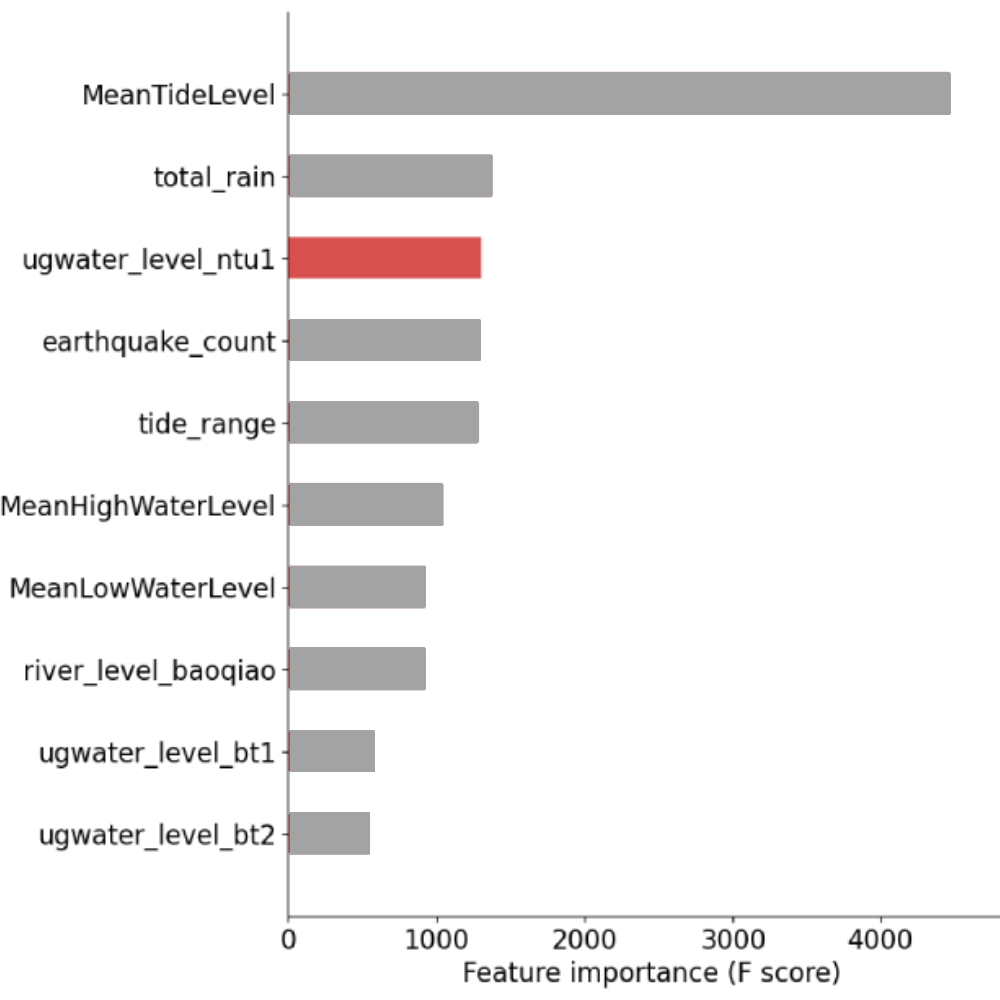 MeanTideLevel
total_rain
ugwater_level_ntu1
earthquake_count
tide_range
MeanHighWaterLevel
MeanLowWaterLevel
river_level_baoqiao
ugwater_level_bt1
ugwater_level_bt2
0 1000 2000 3000 4000
Feature importance (F score)